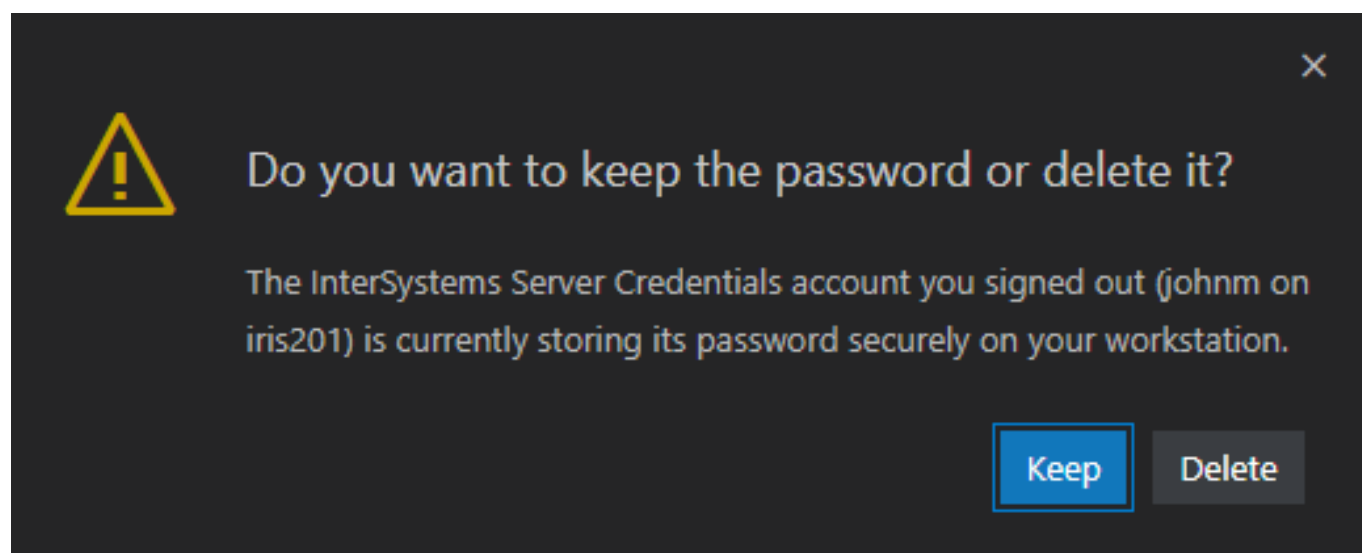 Do you want to keep the password or delete it?
The InterSystems Server Credentials account you signed out (johnm on
iris201) is currently storing its password securely on your workstation.
Keep Delete